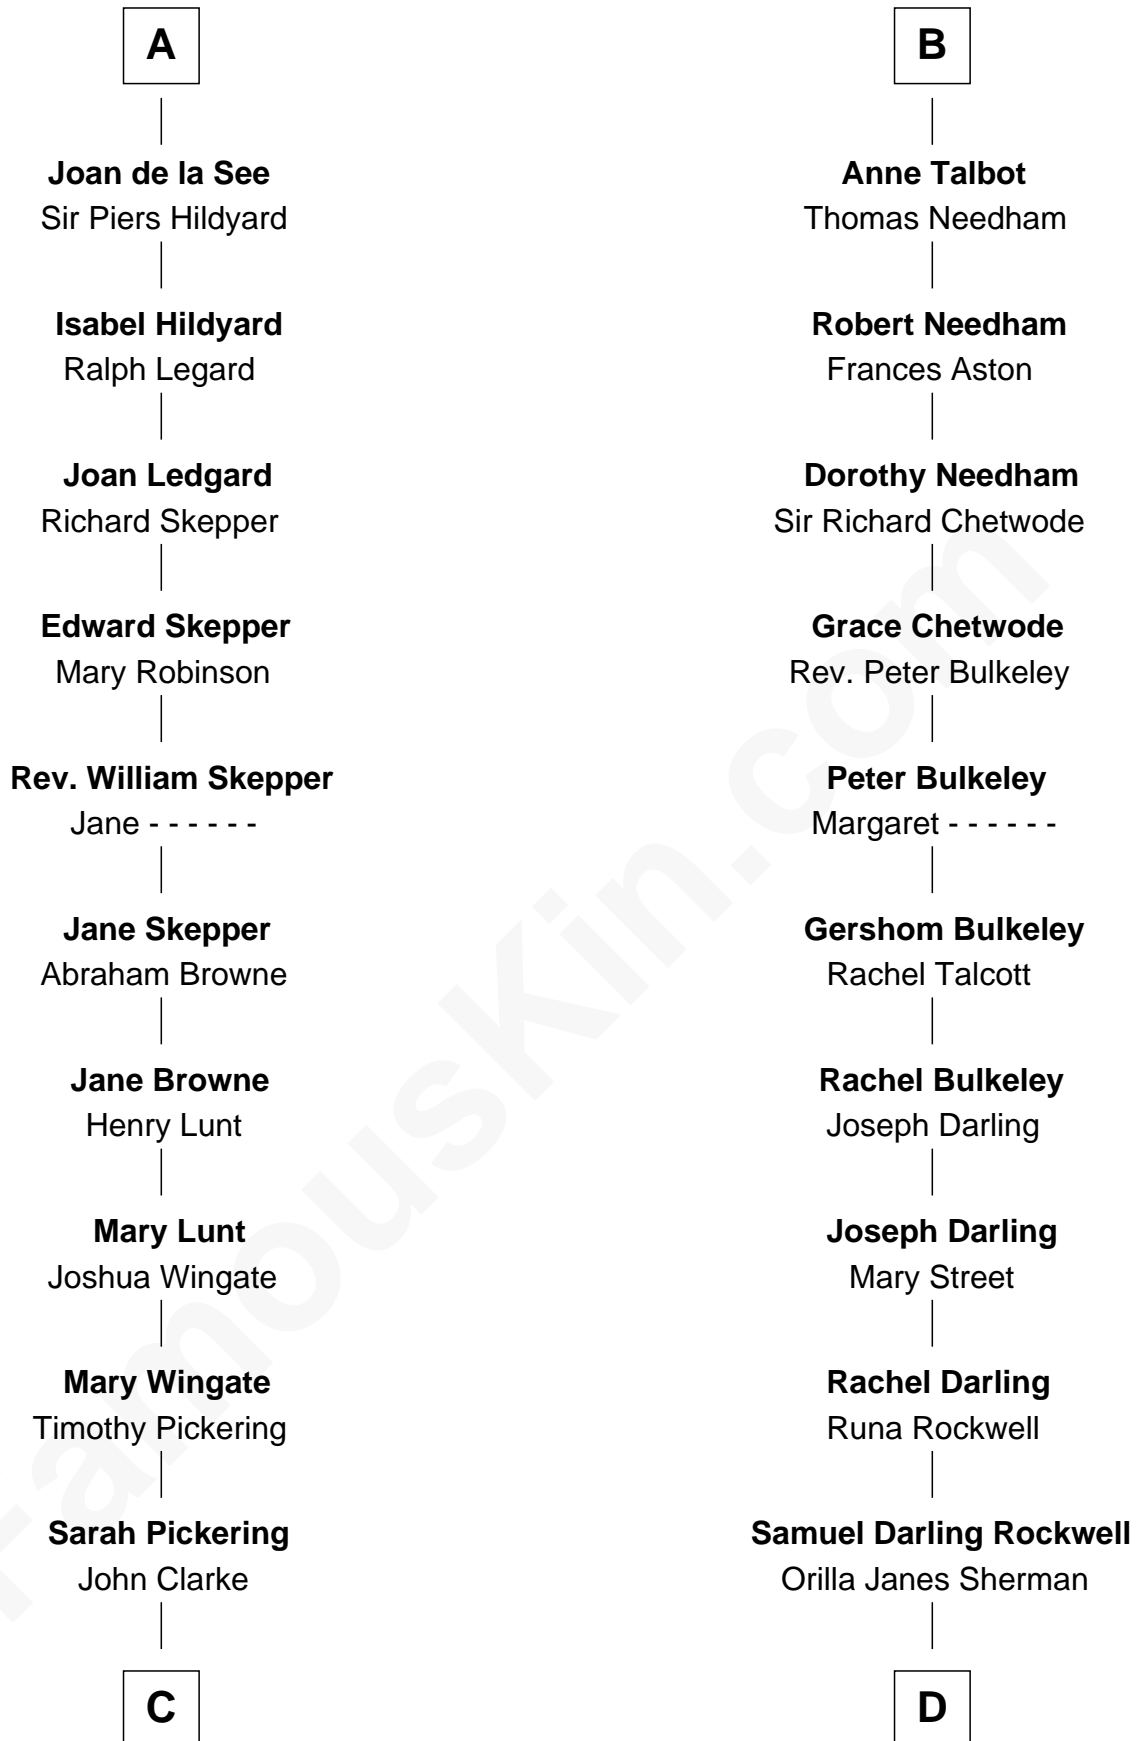 A
Joan de la See
Sir Piers Hildyard
Isabel Hildyard
Ralph Legard
Joan Ledgard
Richard Skepper
Edward Skepper
Mary Robinson
Rev. William Skepper
Jane - - - - - -
Jane Skepper
Abraham Browne
Jane Browne
Henry Lunt
Mary Lunt
Joshua Wingate
Mary Wingate
Timothy Pickering
Sarah Pickering
John Clarke
C
B
Anne Talbot
Thomas Needham
Robert Needham
Frances Aston
Dorothy Needham
Sir Richard Chetwode
Grace Chetwode
Rev. Peter Bulkeley
Peter Bulkeley
Margaret - - - - - -
Gershom Bulkeley
Rachel Talcott
Rachel Bulkeley
Joseph Darling
Joseph Darling
Mary Street
Rachel Darling
Runa Rockwell
Samuel Darling Rockwell
Orilla Janes Sherman
D
FamousKin.com